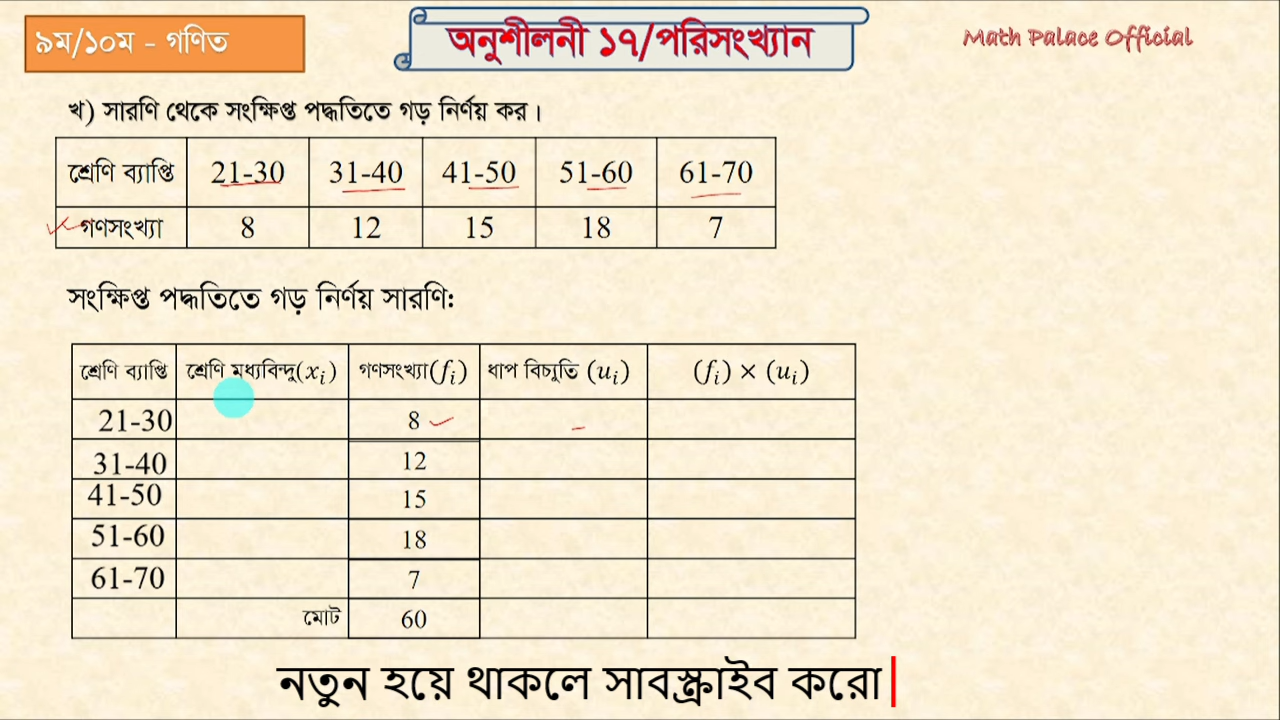 ৯ম/১০ম - গণিত
অনুশীলনী ১৭/পরিসংখ্যান
Math Palace Official
খ) সারণি থেকে সংক্ষিপ্ত পদ্ধতিতে গড় নির্ণয় কর।
শ্রেণি ব্যাপ্তি 21-30 31-40 41-50 51-60 61-70
গণসংখ্যা 8 12 15 18 7
সংক্ষিপ্ত পদ্ধতিতে গড় নির্ণয় সারণি:
শ্রেণি ব্যাপ্তি শ্রেণি মধ্যবিন্দু(xᵢ) গণসংখ্যা(fᵢ) ধাপ বিচ্যুতি (uᵢ) (fᵢ) × (uᵢ)
21-30 8
31-40 12
41-50 15
51-60 18
61-70 7
মোট 60
নতুন হয়ে থাকলে সাবস্ক্রাইব করো